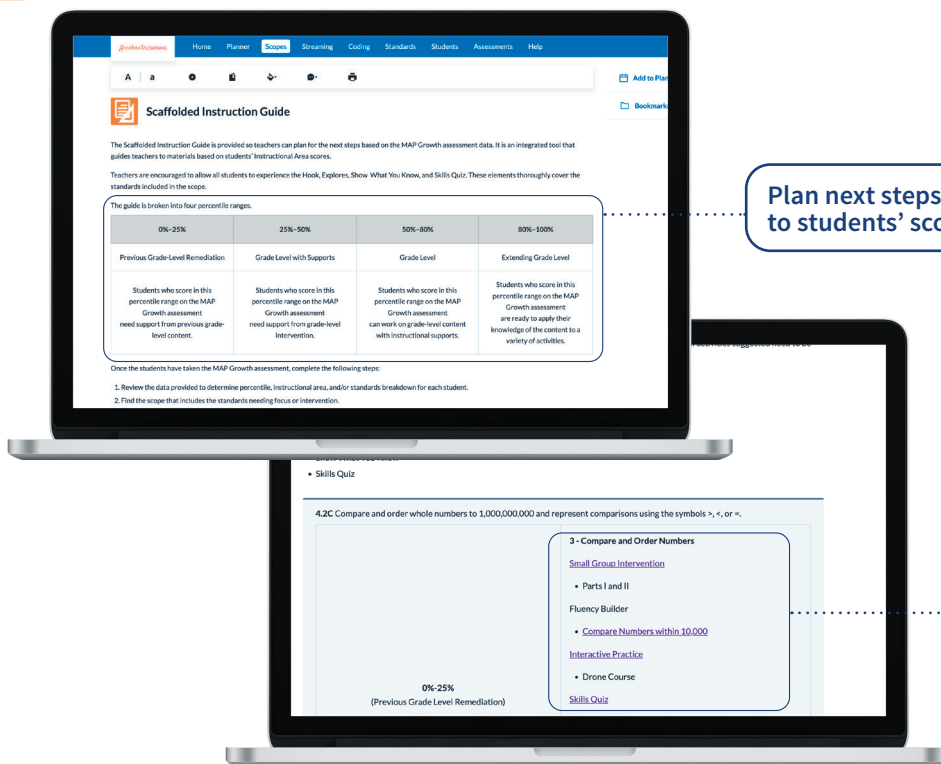 Accelerate Learning
Home Planner Scopes Streaming Coding Standards Students Assessments Help
A a
Add to Plan
Bookmark
Scaffolded Instruction Guide
The Scaffolded Instruction Guide is provided so teachers can plan for the next steps based on the MAP Growth assessment data. It is an integrated tool that
guides teachers to materials based on students' Instructional Area scores.
Teachers are encouraged to allow all students to experience the Hook, Explores, Show What You Know, and Skills Quiz. These elements thoroughly cover the
standards included in the scope.
The guide is broken into four percentile ranges.
0%-25% 25%-50% 50%-80% 80%-100%
Previous Grade-Level Remediation Grade Level with Supports Grade Level Extending Grade Level
Students who score in this
percentile range on the MAP
Growth assessment
need support from previous grade-
level content.
Students who score in this
percentile range on the MAP
Growth assessment
need support from grade-level
intervention.
Students who score in this
percentile range on the MAP
Growth assessment
can work on grade-level content
with instructional supports.
Students who score in this
percentile range on the MAP
Growth assessment
are ready to apply their
knowledge of the content to a
variety of activities.
Once the students have taken the MAP Growth assessment, complete the following steps:
1. Review the data provided to determine percentile, instructional area, and/or standards breakdown for each student.
2. Find the scope that includes the standards needing focus or intervention.
Plan next steps
to students' sco
• Skills Quiz
4.2C Compare and order whole numbers to 1,000,000,000 and represent comparisons using the symbols >, <, or =.
0%-25%
(Previous Grade Level Remediation)
3 - Compare and Order Numbers
Small Group Intervention
• Parts I and II
Fluency Builder
• Compare Numbers within 10,000
Interactive Practice
• Drone Course
Skills Quiz